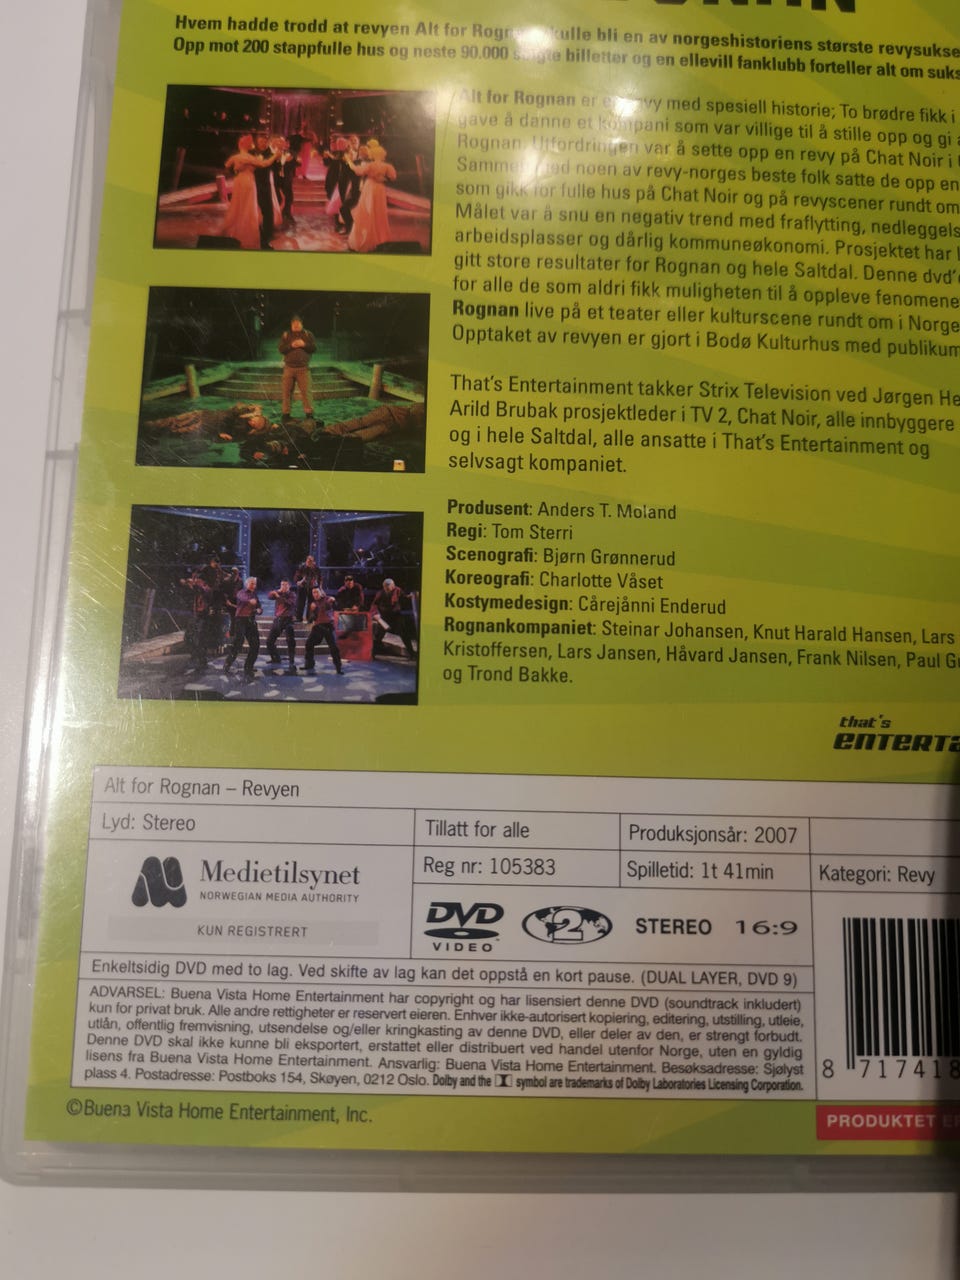 Hvem hadde trodd at revyen Alt for Rogn kulle bli en av norgeshistoriens største revysukse
Opp mot 200 stappfulle hus og neste 90.000 solgte billetter og en ellevill fanklubb forteller alt om suks
Alt for Rognan er en revy med spesiell historie; To brødre fikk i
gave å danne et kompani som var villige til å stille opp og gi
Rognan. Utfordringen var å sette opp en revy på Chat Noir i
Sammen med noen av revy-norges beste folk satte de opp en
som gikk for fulle hus på Chat Noir og på revyscener rundt om
Målet var å snu en negativ trend med fraflytting, nedleggels
arbeidsplasser og dårlig kommuneøkonomi. Prosjektet har
gitt store resultater for Rognan og hele Saltdal. Denne dvd'
for alle de som aldri fikk muligheten til å oppleve fenomene
Rognan live på et teater eller kulturscene rundt om i Norge
Opptaket av revyen er gjort i Bodø Kulturhus med publikum
That's Entertainment takker Strix Television ved Jørgen He
Arild Brubak prosjektleder i TV 2, Chat Noir, alle innbyggere
og i hele Saltdal, alle ansatte i That's Entertainment og
selvsagt kompaniet.
Produsent: Anders T. Moland
Regi: Tom Sterri
Scenografi: Bjørn Grønnerud
Koreografi: Charlotte Våset
Kostymedesign: Cårejånni Enderud
Rognankompaniet: Steinar Johansen, Knut Harald Hansen, Lars
Kristoffersen, Lars Jansen, Håvard Jansen, Frank Nilsen, Paul G
og Trond Bakke.
that's
ENTERTA
Alt for Rognan – Revyen
Lyd: Stereo
Tillatt for alle
Produksjonsår: 2007
Medietilsynet
NORWEGIAN MEDIA AUTHORITY
KUN REGISTRERT
Reg nr: 105383
Spilletid: 1t 41min
Kategori: Revy
DVD
VIDEO
2
STEREO
16:9
Enkeltsidig DVD med to lag. Ved skifte av lag kan det oppstå en kort pause. (DUAL LAYER, DVD 9)
ADVARSEL: Buena Vista Home Entertainment har copyright og har lisensiert denne DVD (soundtrack inkludert)
kun for privat bruk. Alle andre rettigheter er reservert eieren. Enhver ikke-autorisert kopiering, editering, utstilling, utleie,
utlån, offentlig fremvisning, utsendelse og/eller kringkasting av denne DVD, eller deler av den, er strengt forbudt.
Denne DVD skal ikke kunne bli eksportert, erstattet eller distribuert ved handel utenfor Norge, uten en gyldig
lisens fra Buena Vista Home Entertainment. Ansvarlig: Buena Vista Home Entertainment. Besøksadresse: Sjølyst
plass 4. Postadresse: Postboks 154, Skøyen, 0212 Oslo. Dolby and the symbol are trademarks of Dolby Laboratories Licensing Corporation.
8 717418
©Buena Vista Home Entertainment, Inc.
PRODUKTET E